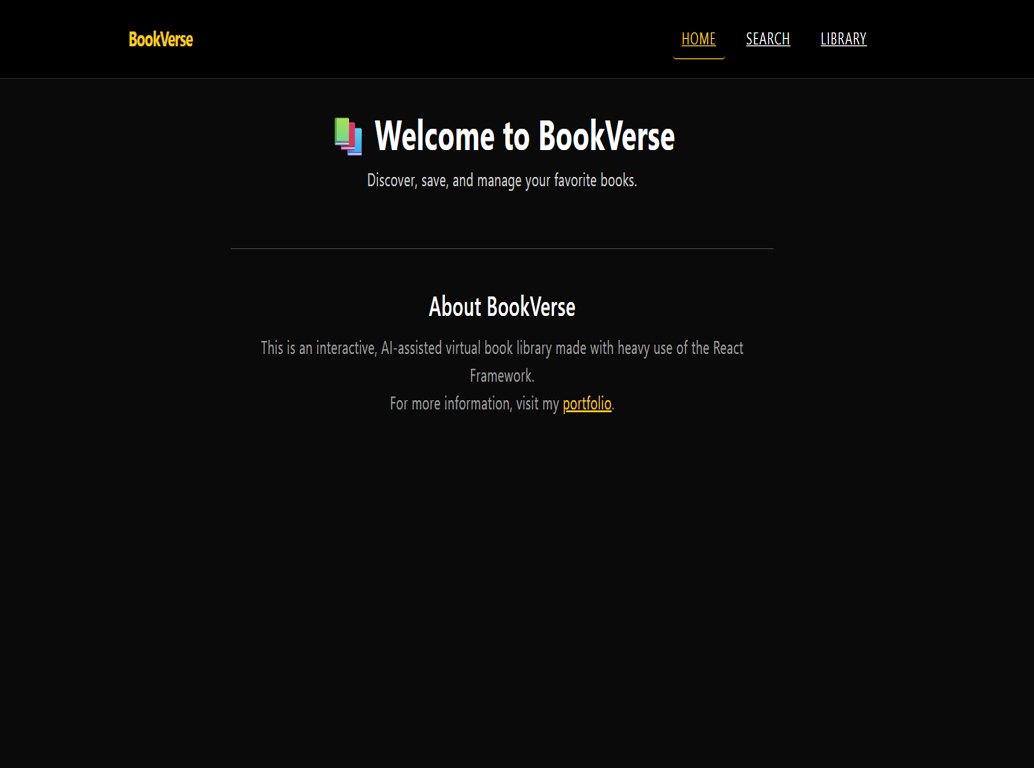 BookVerse
HOME
SEARCH
LIBRARY
Welcome to BookVerse
Discover, save, and manage your favorite books.
About BookVerse
This is an interactive, AI-assisted virtual book library made with heavy use of the React
Framework.
For more information, visit my portfolio.